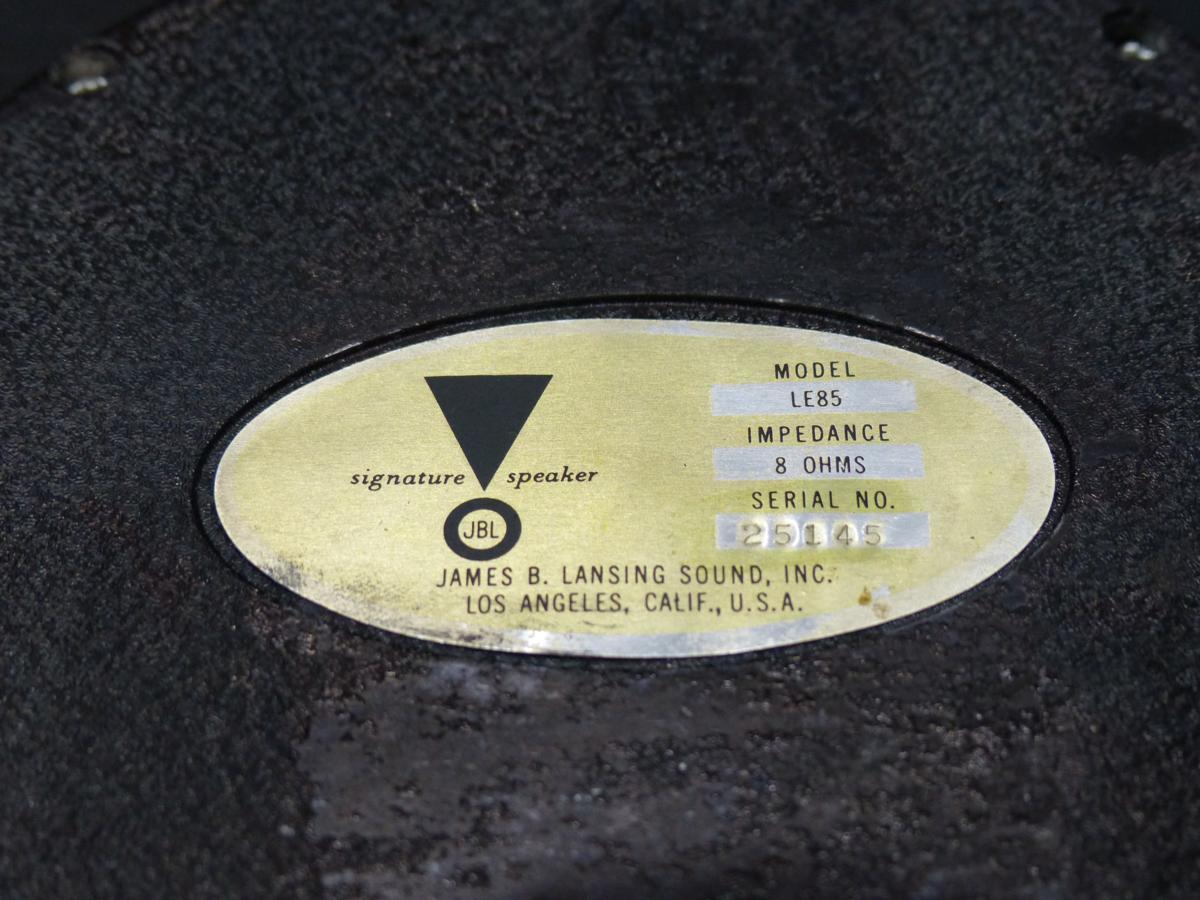 signature speaker
JBL
JAMES B. LANSING SOUND, INC.
LOS ANGELES, CALIF., U.S.A.
MODEL
LE85
IMPEDANCE
8 OHMS
SERIAL NO.
25145